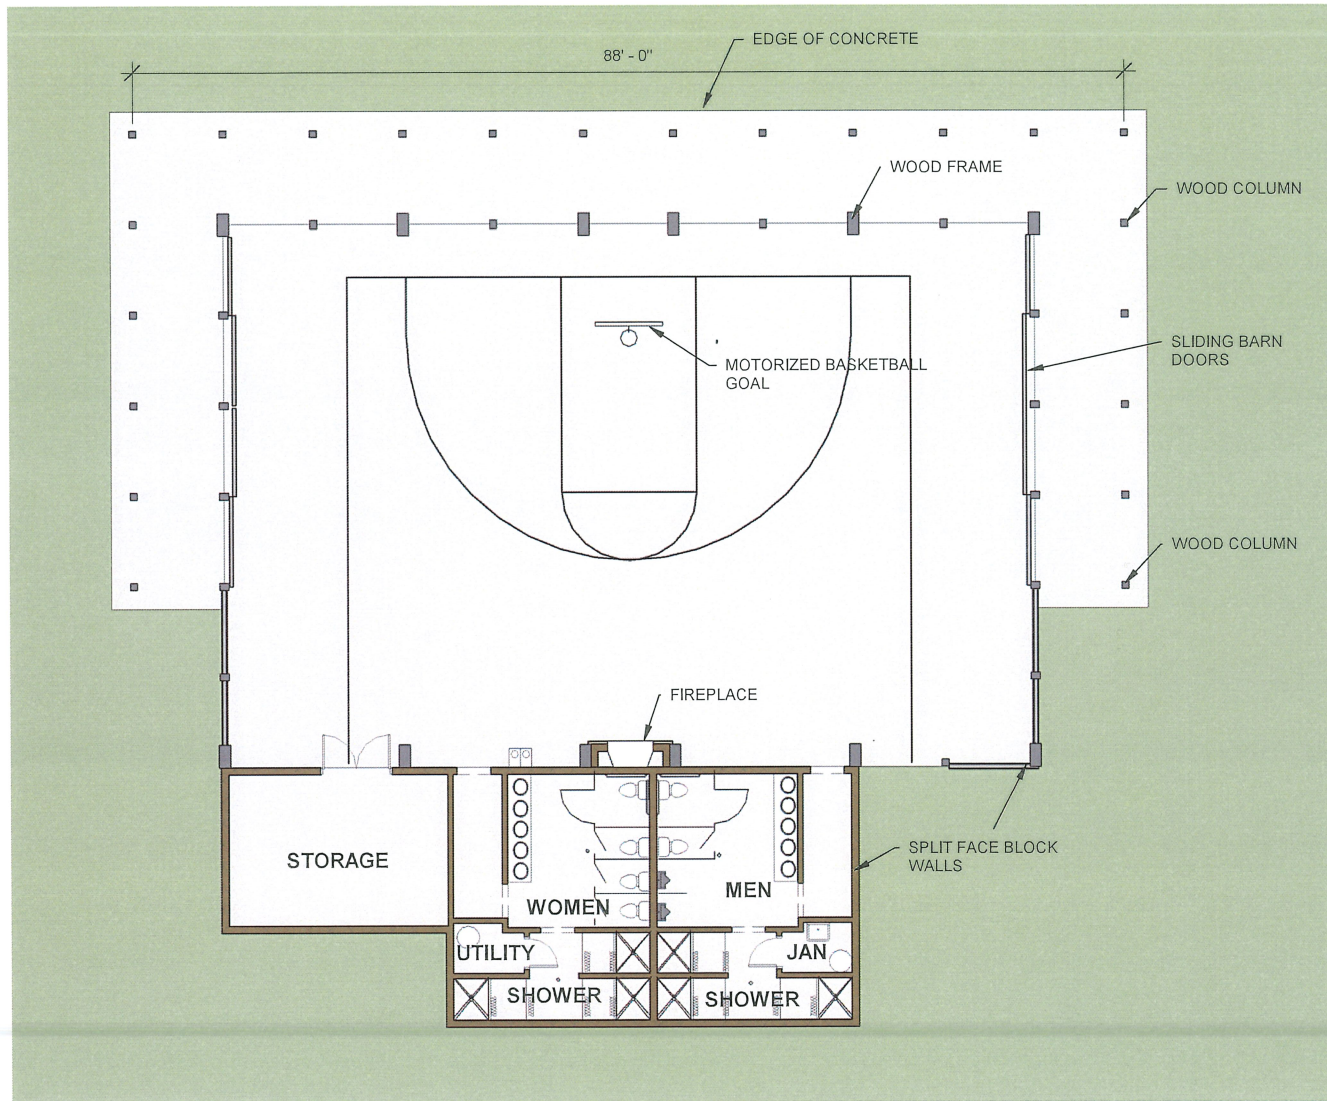 EDGE OF CONCRETE
88' - 0"
WOOD FRAME
WOOD COLUMN
SLIDING BARN
DOORS
MOTORIZED BASKETBALL
GOAL
WOOD COLUMN
FIREPLACE
SPLIT FACE BLOCK
WALLS
STORAGE
WOMEN
MEN
UTILITY
JAN
SHOWER
SHOWER